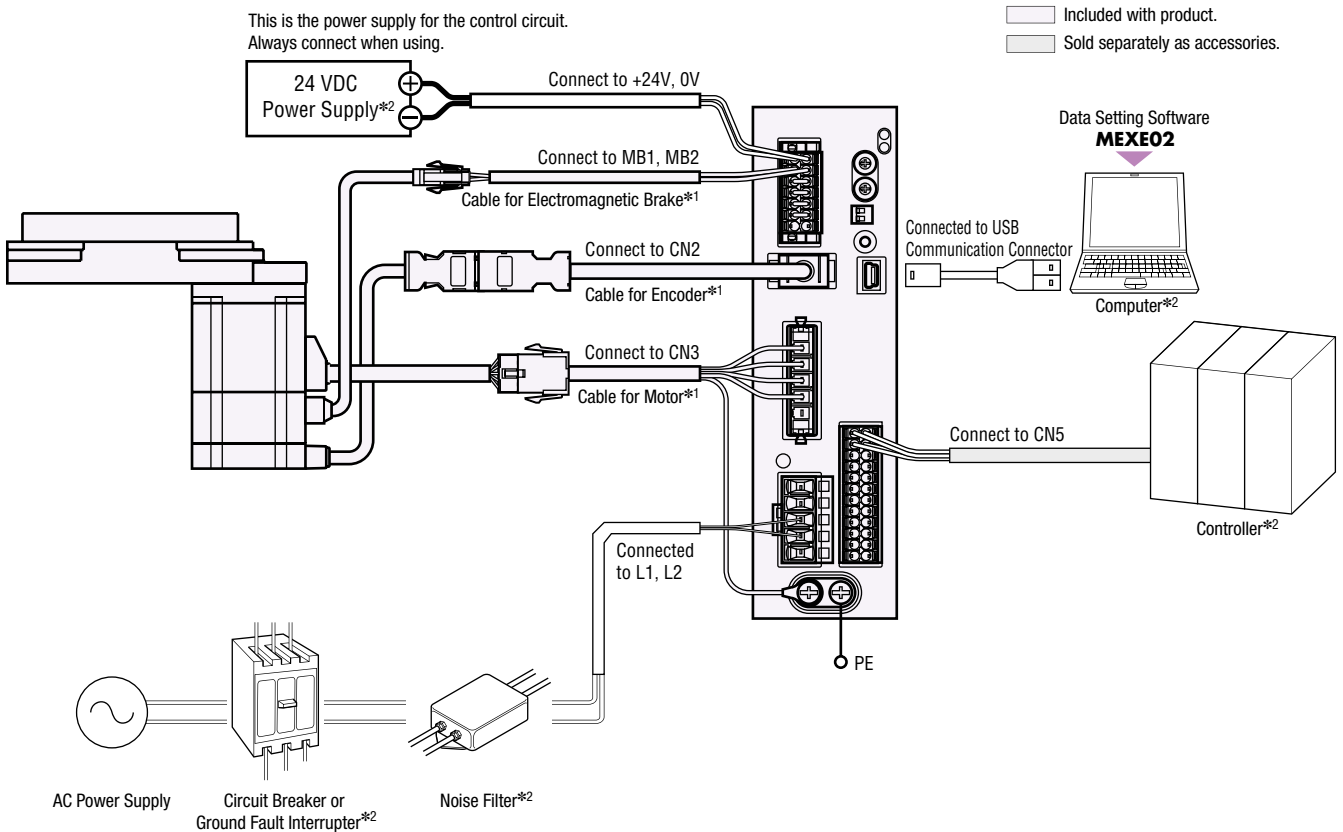 This is the power supply for the control circuit.
Always connect when using.
Included with product.
Sold separately as accessories.
24 VDC
Power Supply*2
Connect to +24V, 0V
Data Setting Software
MEXE02
Connect to MB1, MB2
Cable for Electromagnetic Brake*1
Connect to CN2
Cable for Encoder*1
Connected to USB
Communication Connector
Computer*2
Connect to CN3
Cable for Motor*1
Connect to CN5
Controller*2
Connected
to L1, L2
PE
AC Power Supply
Circuit Breaker or
Ground Fault Interrupter*2
Noise Filter*2